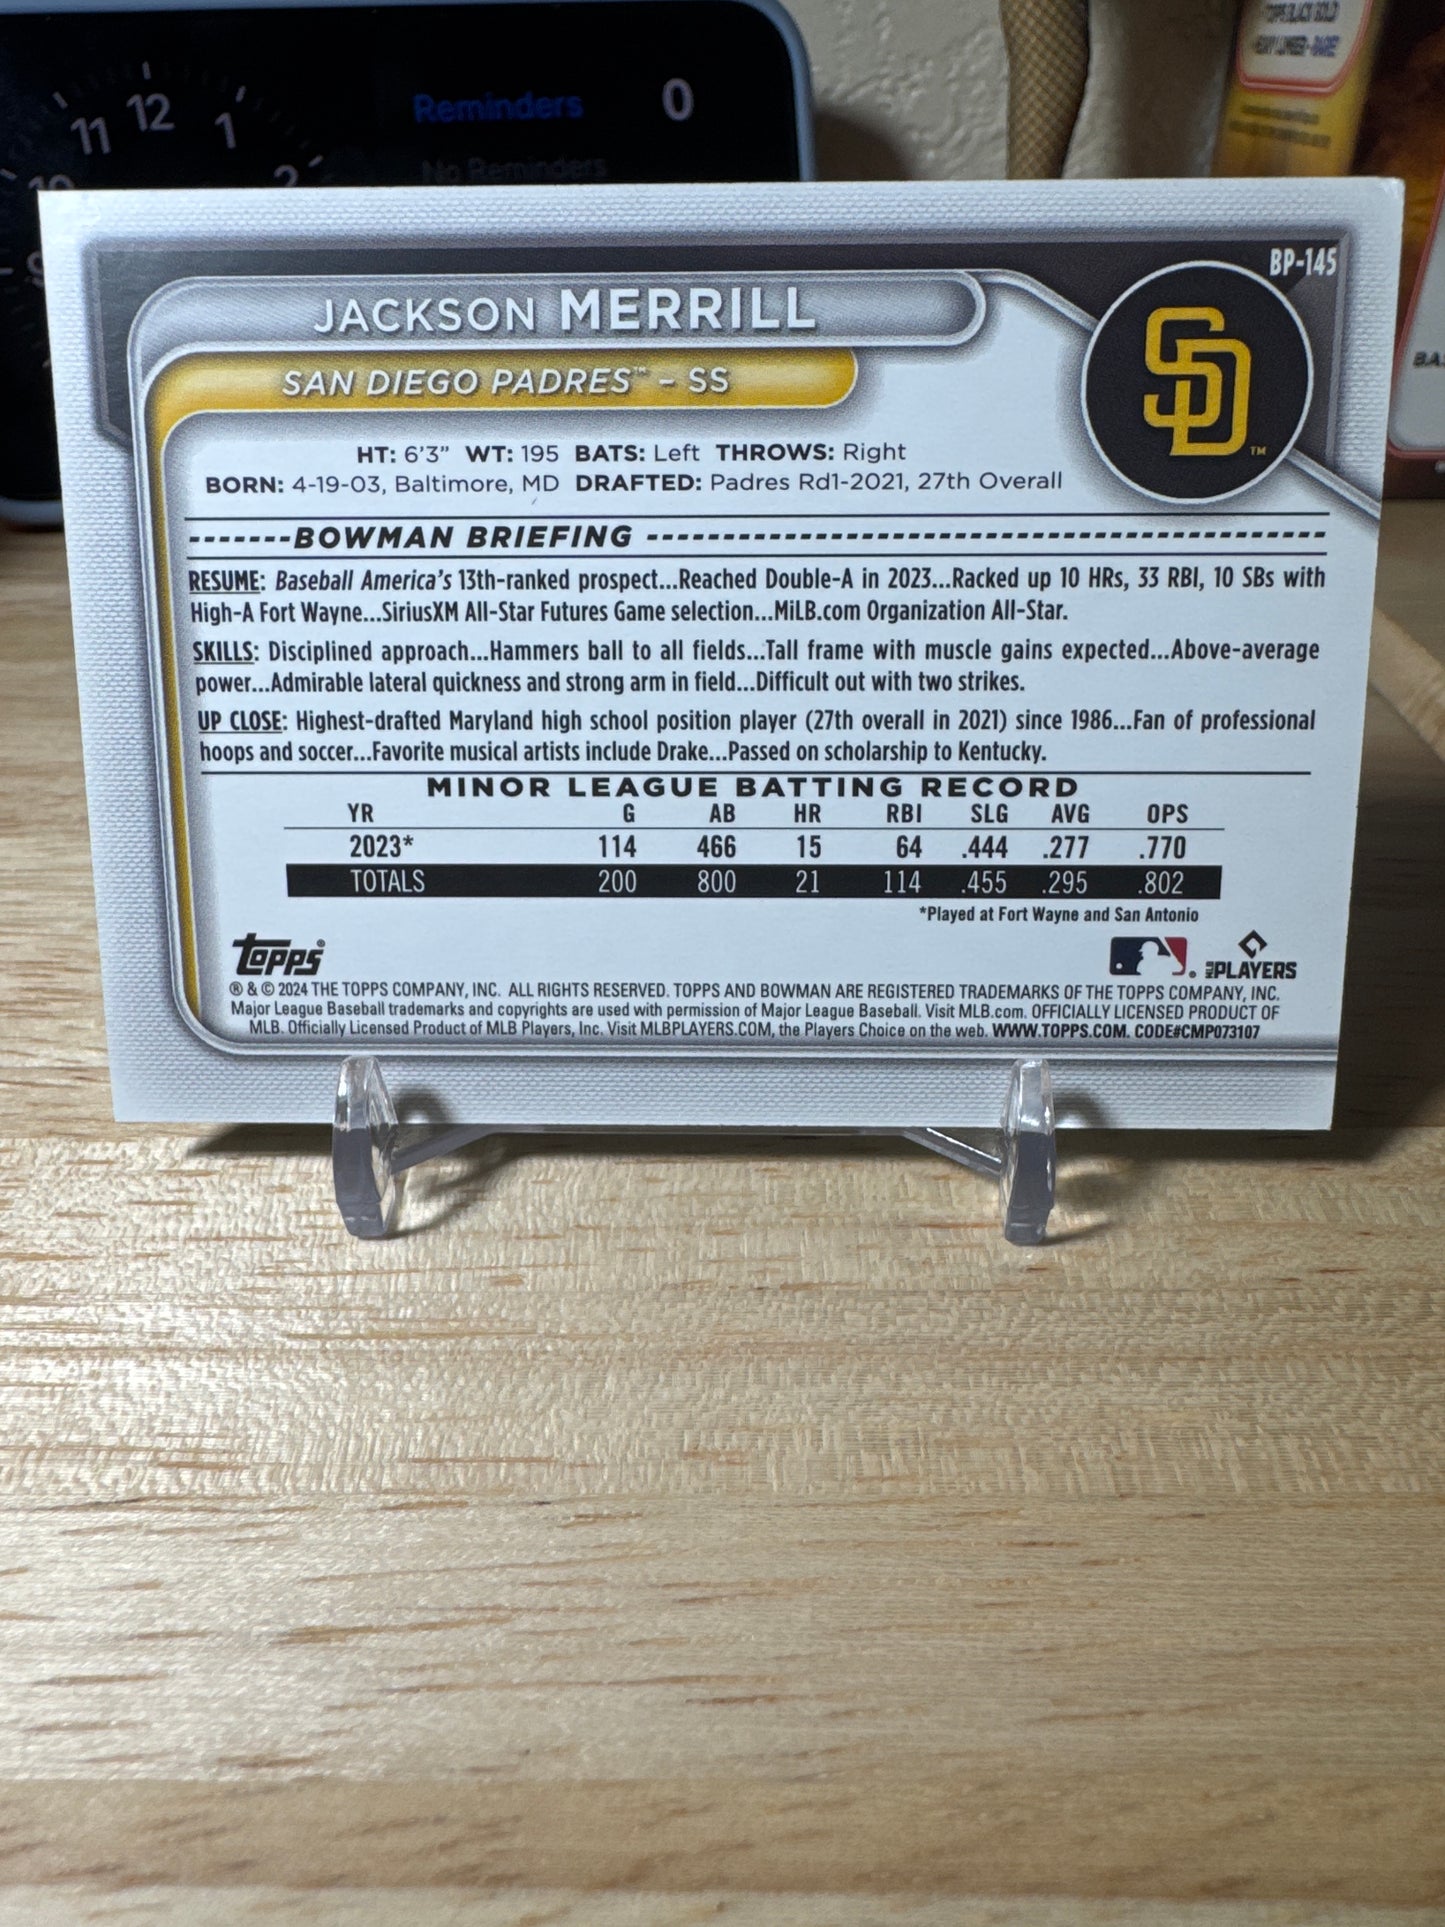 12
11
1
2
10
9
Reminders
0
No Reminders
TOPPS BLACK GOLD
HEAVY LUMBER - RARE!
BP-145
JACKSON MERRILL
SAN DIEGO PADRES™ - SS
SD™
HT: 6'3" WT: 195 BATS: Left THROWS: Right
BORN: 4-19-03, Baltimore, MD DRAFTED: Padres Rd1-2021, 27th Overall
-------BOWMAN BRIEFING ----------------------------------------------
RESUME: Baseball America's 13th-ranked prospect...Reached Double-A in 2023...Racked up 10 HRs, 33 RBI, 10 SBs with
High-A Fort Wayne...SiriusXM All-Star Futures Game selection...MiLB.com Organization All-Star.
SKILLS: Disciplined approach...Hammers ball to all fields...Tall frame with muscle gains expected...Above-average
power...Admirable lateral quickness and strong arm in field...Difficult out with two strikes.
UP CLOSE: Highest-drafted Maryland high school position player (27th overall in 2021) since 1986...Fan of professional
hoops and soccer...Favorite musical artists include Drake...Passed on scholarship to Kentucky.
MINOR LEAGUE BATTING RECORD
YR G AB HR RBI SLG AVG OPS
2023* 114 466 15 64 .444 .277 .770
TOTALS 200 800 21 114 .455 .295 .802
*Played at Fort Wayne and San Antonio
Topps®
® MLB PLAYERS
® & © 2024 THE TOPPS COMPANY, INC. ALL RIGHTS RESERVED. TOPPS AND BOWMAN ARE REGISTERED TRADEMARKS OF THE TOPPS COMPANY, INC.
Major League Baseball trademarks and copyrights are used with permission of Major League Baseball. Visit MLB.com. OFFICIALLY LICENSED PRODUCT OF
MLB. Officially Licensed Product of MLB Players, Inc. Visit MLBPLAYERS.COM, the Players Choice on the web. WWW.TOPPS.COM. CODE#CMP073107